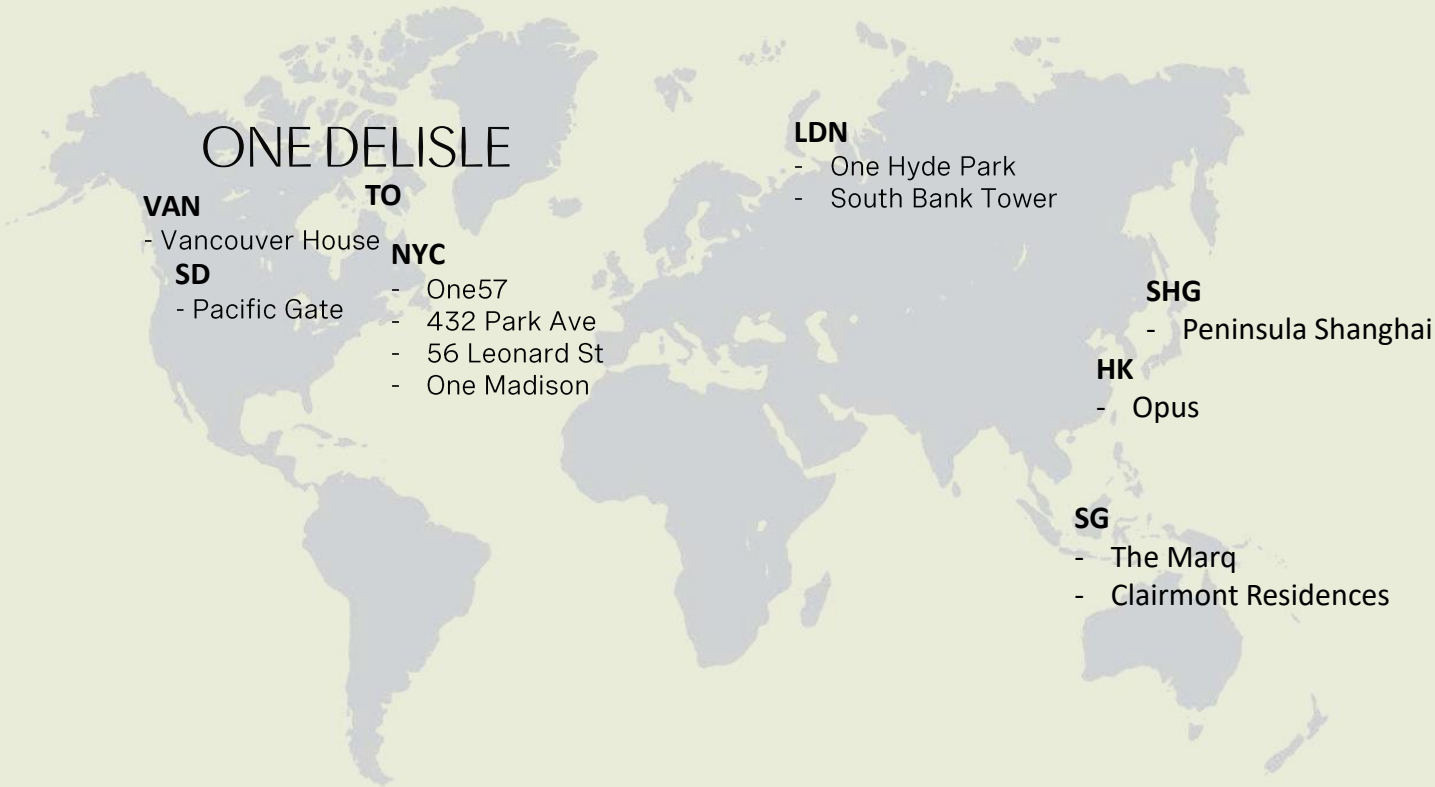 ONE DELISLE
TO
VAN
- Vancouver House
SD
- Pacific Gate
NYC
- One57
- 432 Park Ave
- 56 Leonard St
- One Madison
LDN
- One Hyde Park
- South Bank Tower
SHG
- Peninsula Shanghai
HK
- Opus
SG
- The Marq
- Clairmont Residences